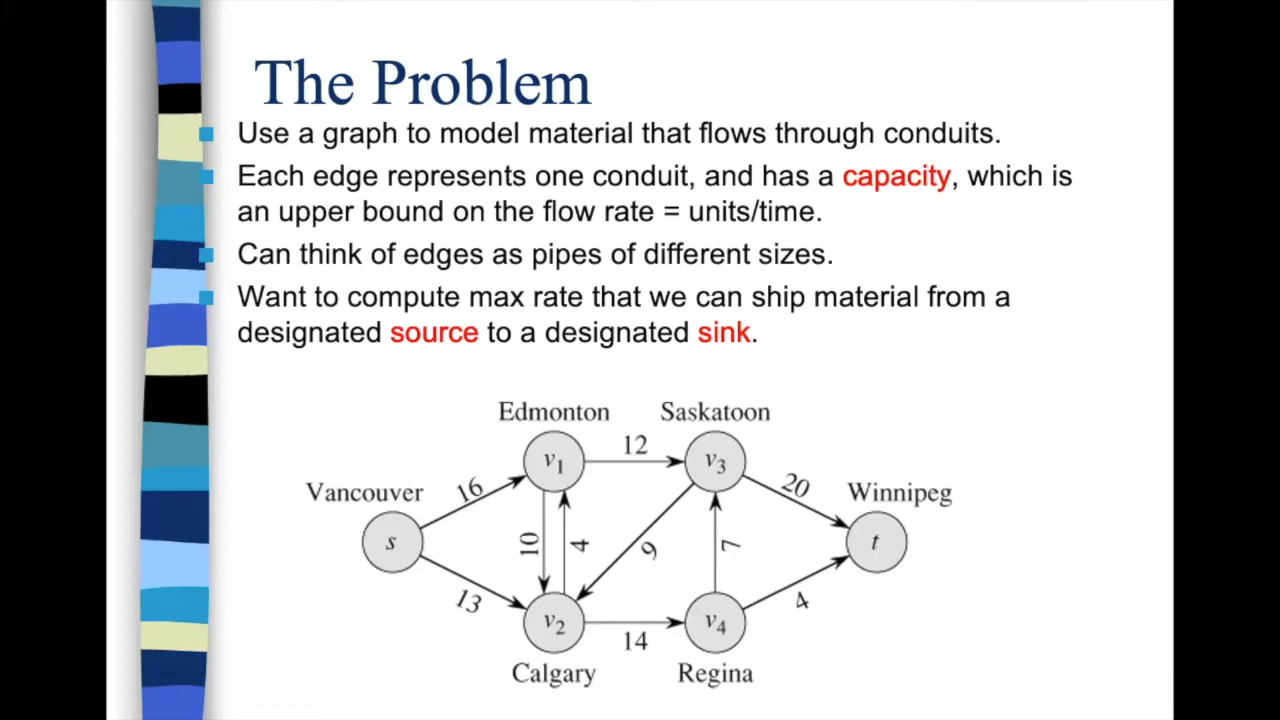 The Problem
Use a graph to model material that flows through conduits.
Each edge represents one conduit, and has a capacity, which is
an upper bound on the flow rate = units/time.
Can think of edges as pipes of different sizes.
Want to compute max rate that we can ship material from a
designated source to a designated sink.
Edmonton Saskatoon
12
v1 v3
Vancouver 16 20 Winnipeg
s 10 4 9 7 t
13 4
v2 v4
14
Calgary Regina